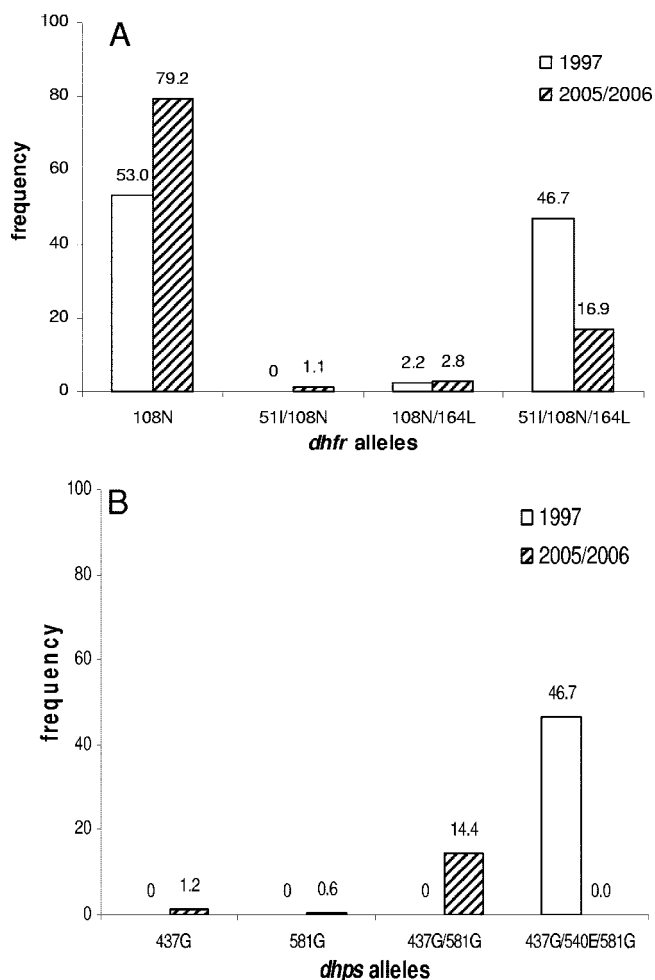 A
100
80
60
40
20
0
frequency
1997
2005/2006
53.0
79.2
0
1.1
2.2
2.8
46.7
16.9
108N
51I/108N
108N/164L
51I/108N/164L
dhfr alleles
B
100
80
60
40
20
0
frequency
1997
2005/2006
0
1.2
0
0.6
0
14.4
46.7
0.0
437G
581G
437G/581G
437G/540E/581G
dhps alleles